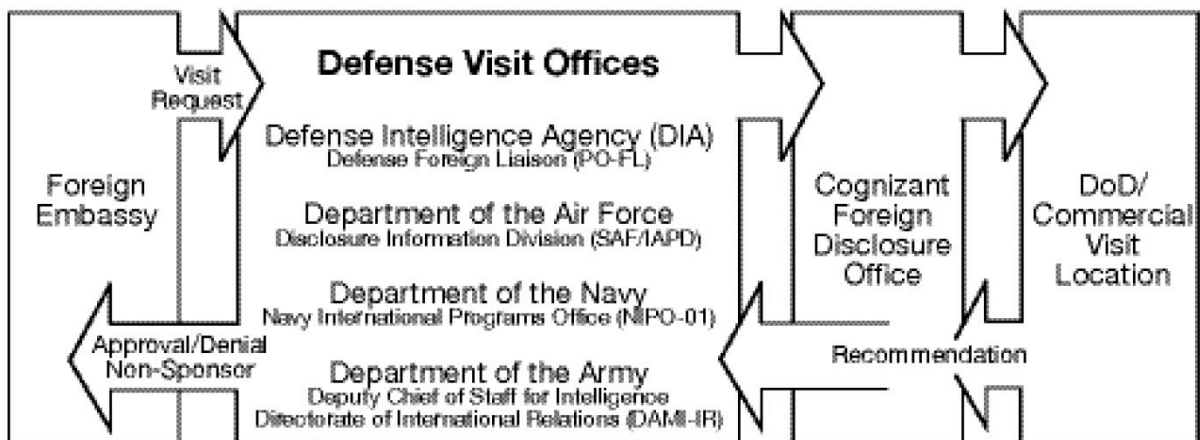 Visit
Request
Defense Visit Offices
Defense Intelligence Agency (DIA)
Defense Foreign Liaison (PO-FL)
Foreign
Embassy
Department of the Air Force
Disclosure Information Division (SAF/IAPD)
Department of the Navy
Navy International Programs Office (NIPO-01)
Approval/Denial
Non-Sponsor
Department of the Army
Deputy Chief of Staff for Intelligence
Directorate of International Relations (DAMI-IR)
Cognizant
Foreign
Disclosure
Office
Recommendation
DoD/
Commercial
Visit
Location